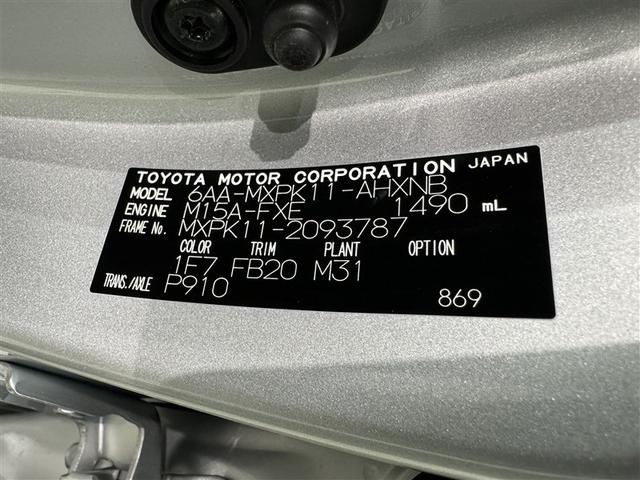 TOYOTA MOTOR CORPORATION JAPAN
MODEL 6AA-MXPK11-AHXNB
ENGINE M15A-FXE 1490 mL
FRAME No. MXPK11-2093787
COLOR TRIM PLANT OPTION
1F7 FB20 M31
TRANS./AXLE P910 869